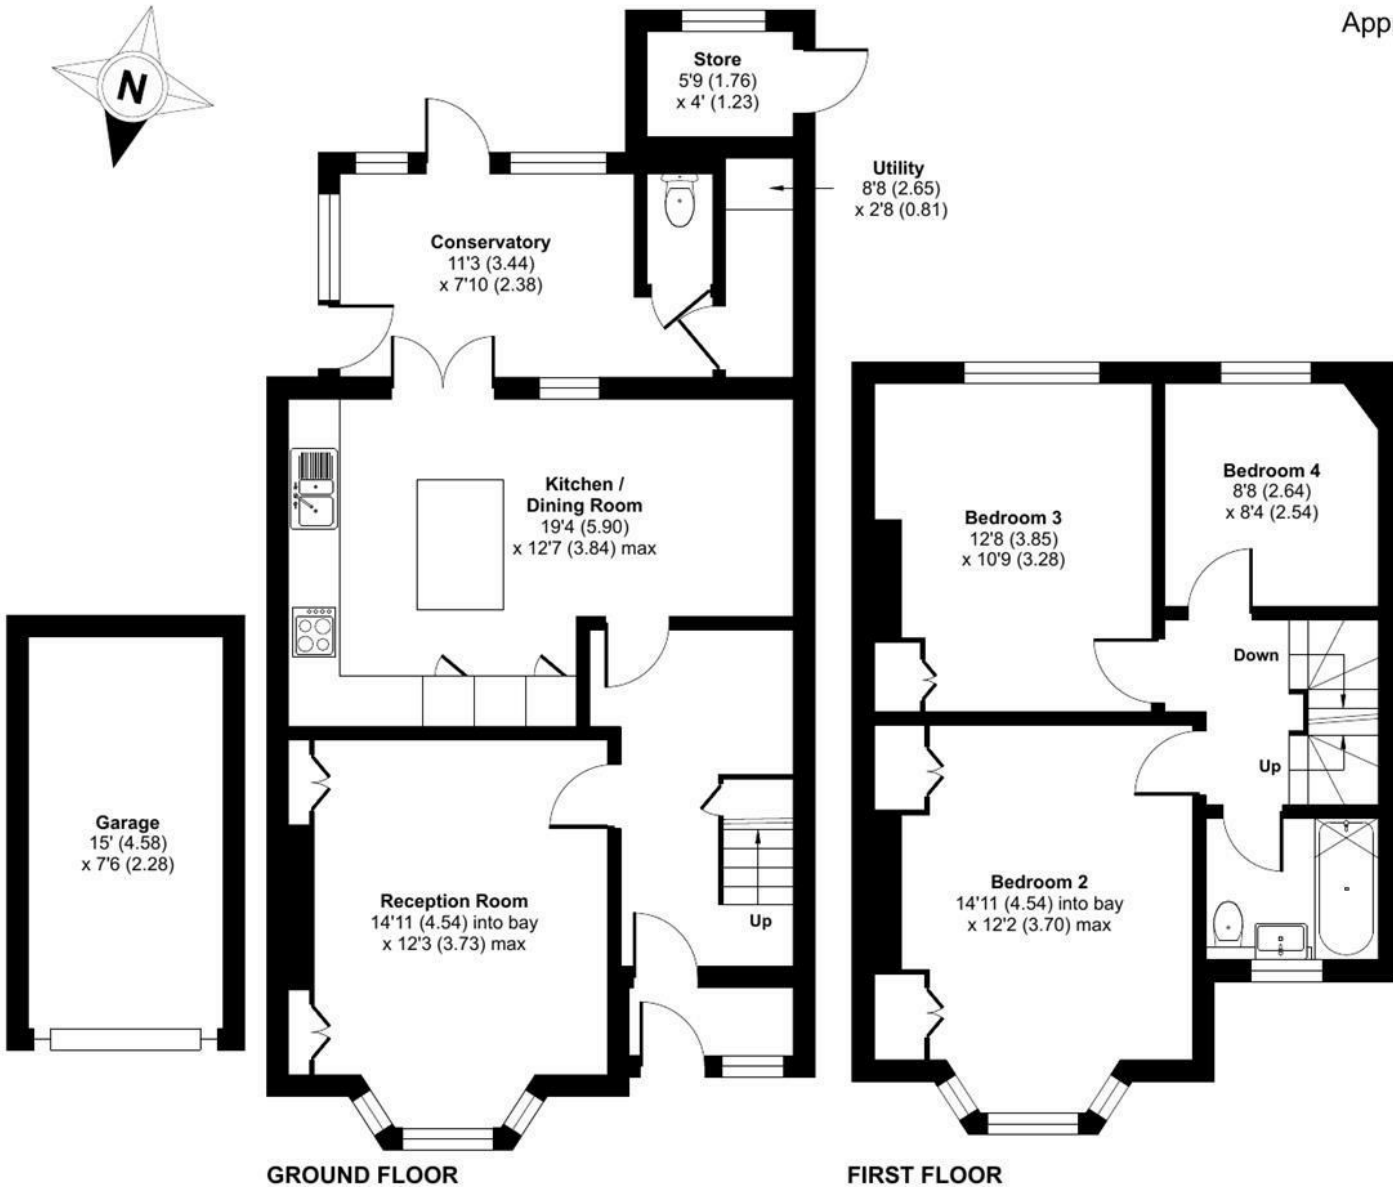 App
N
Store
5'9 (1.76)
x 4' (1.23)
Utility
8'8 (2.65)
x 2'8 (0.81)
Conservatory
11'3 (3.44)
x 7'10 (2.38)
Kitchen /
Dining Room
19'4 (5.90)
x 12'7 (3.84) max
Bedroom 3
12'8 (3.85)
x 10'9 (3.28)
Bedroom 4
8'8 (2.64)
x 8'4 (2.54)
Down
Up
Garage
15' (4.58)
x 7'6 (2.28)
Reception Room
14'11 (4.54) into bay
x 12'3 (3.73) max
Up
Bedroom 2
14'11 (4.54) into bay
x 12'2 (3.70) max
GROUND FLOOR
FIRST FLOOR